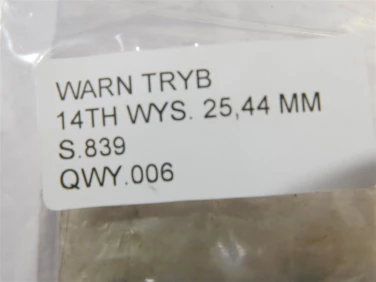 WARN TRYB
14TH WYS. 25,44 MM
S.839
QWY.006